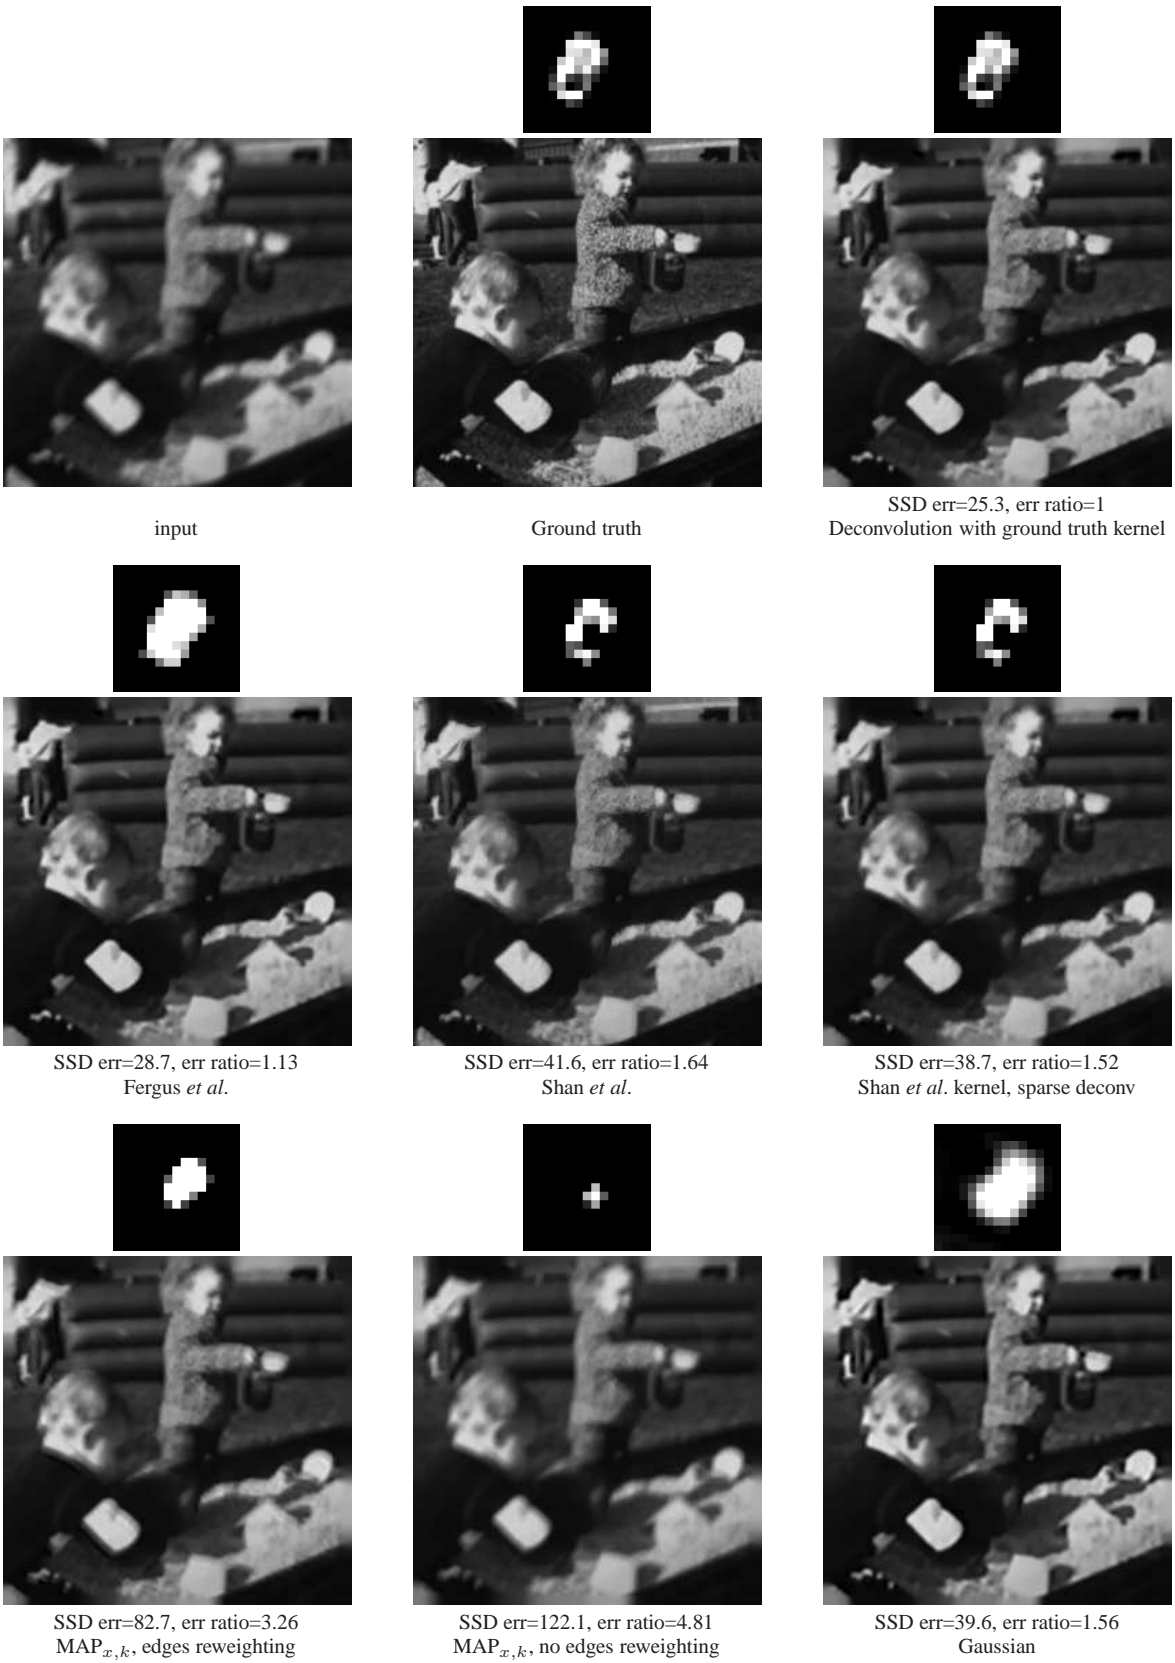 SSD err=25.3, err ratio=1
input
Ground truth
Deconvolution with ground truth kernel
SSD err=28.7, err ratio=1.13
SSD err=41.6, err ratio=1.64
SSD err=38.7, err ratio=1.52
Fergus et al.
Shan et al.
Shan et al. kernel, sparse deconv
SSD err=82.7, err ratio=3.26
SSD err=122.1, err ratio=4.81
SSD err=39.6, err ratio=1.56
MAPx,k, edges reweighting
MAPx,k, no edges reweighting
Gaussian